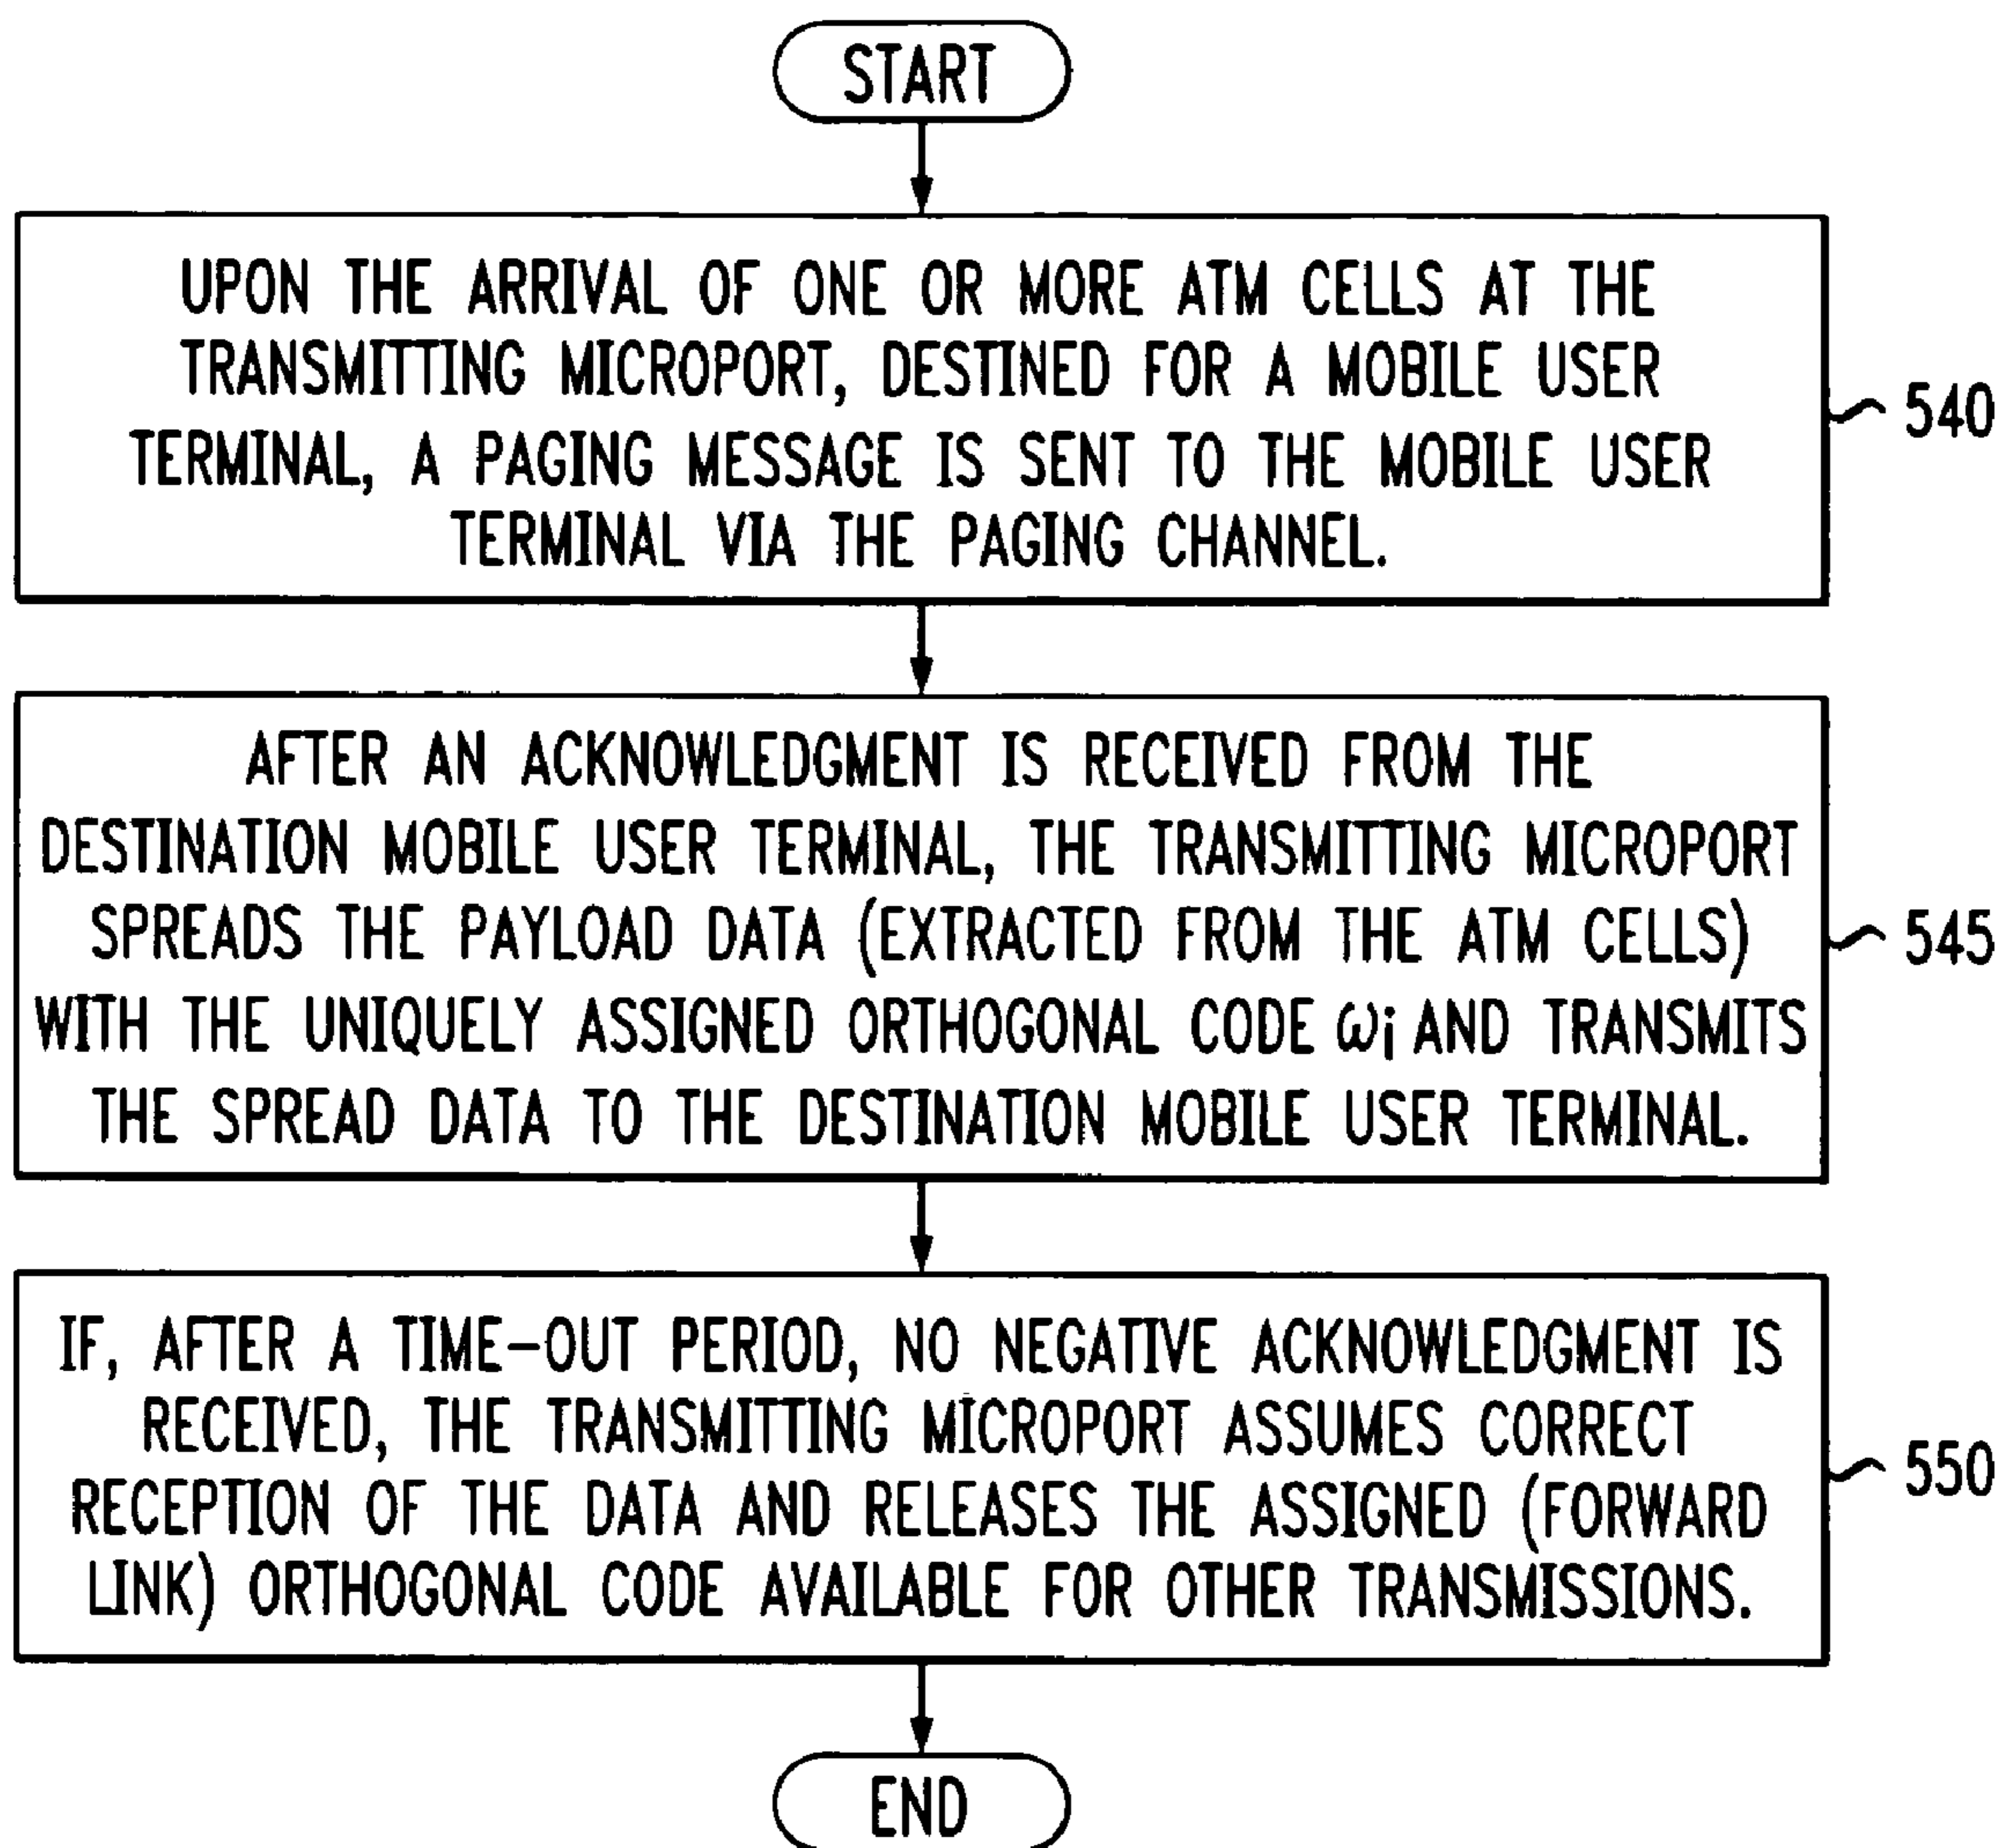 START
UPON THE ARRIVAL OF ONE OR MORE ATM CELLS AT THE
TRANSMITTING MICROPORT, DESTINED FOR A MOBILE USER
TERMINAL, A PAGING MESSAGE IS SENT TO THE MOBILE USER
TERMINAL VIA THE PAGING CHANNEL.
540
AFTER AN ACKNOWLEDGMENT IS RECEIVED FROM THE
DESTINATION MOBILE USER TERMINAL, THE TRANSMITTING MICROPORT
SPREADS THE PAYLOAD DATA (EXTRACTED FROM THE ATM CELLS)
WITH THE UNIQUELY ASSIGNED ORTHOGONAL CODE ωi AND TRANSMITS
THE SPREAD DATA TO THE DESTINATION MOBILE USER TERMINAL.
545
IF, AFTER A TIME-OUT PERIOD, NO NEGATIVE ACKNOWLEDGMENT IS
RECEIVED, THE TRANSMITTING MICROPORT ASSUMES CORRECT
RECEPTION OF THE DATA AND RELEASES THE ASSIGNED (FORWARD
LINK) ORTHOGONAL CODE AVAILABLE FOR OTHER TRANSMISSIONS.
550
END